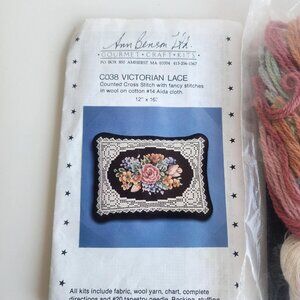 Ann Benson Ltd.
GOURMET CRAFT KITS
PO BOX 805 AMHERST, MA 01004 413-256-1367
C038 VICTORIAN LACE
Counted Cross Stitch with fancy stitches
in wool on cotton #14 Aida cloth.
12" x 16"
All kits include fabric, wool yarn, chart, complete
directions and #20 tapestry needle. Backing, stuffing